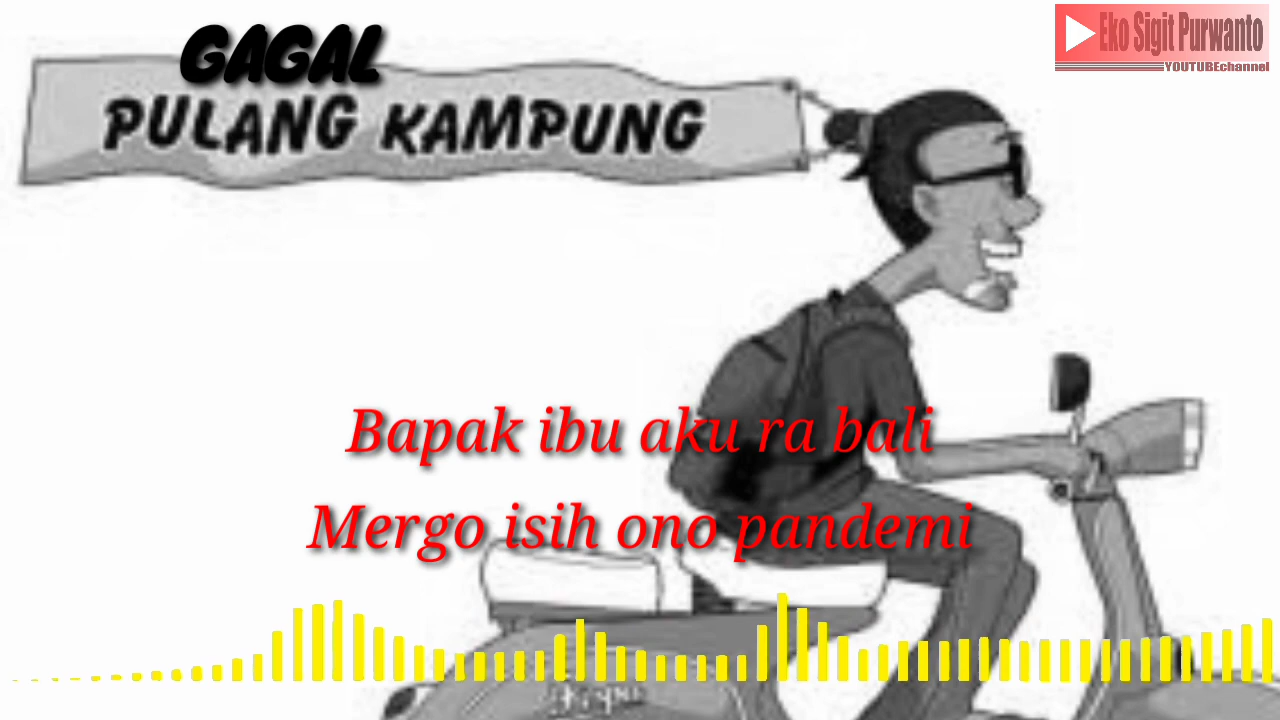 GAGAL
PULANG KAMPUNG
Eko Sigit Purwanto
YOUTUBEchannel
Bapak ibu aku ra bali
Mergo isih ono pandemi